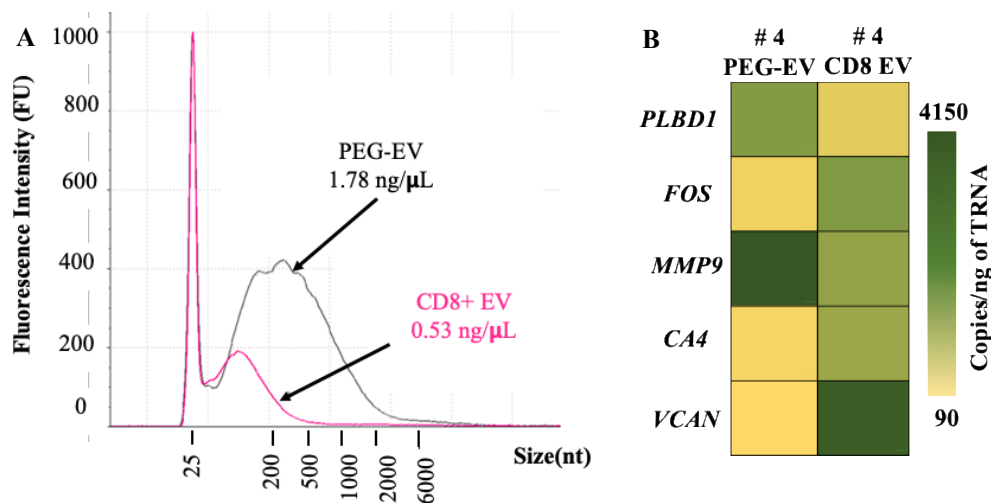 A
Fluorescence Intensity (FU)
1000
800
600
400
200
0
PEG-EV
1.78 ng/µL
CD8+ EV
0.53 ng/µL
25
200
500
1000
2000
6000
Size(nt)
B
# 4
PEG-EV
# 4
CD8 EV
PLBD1
FOS
MMP9
CA4
VCAN
4150
90
Copies/ng of TRNA